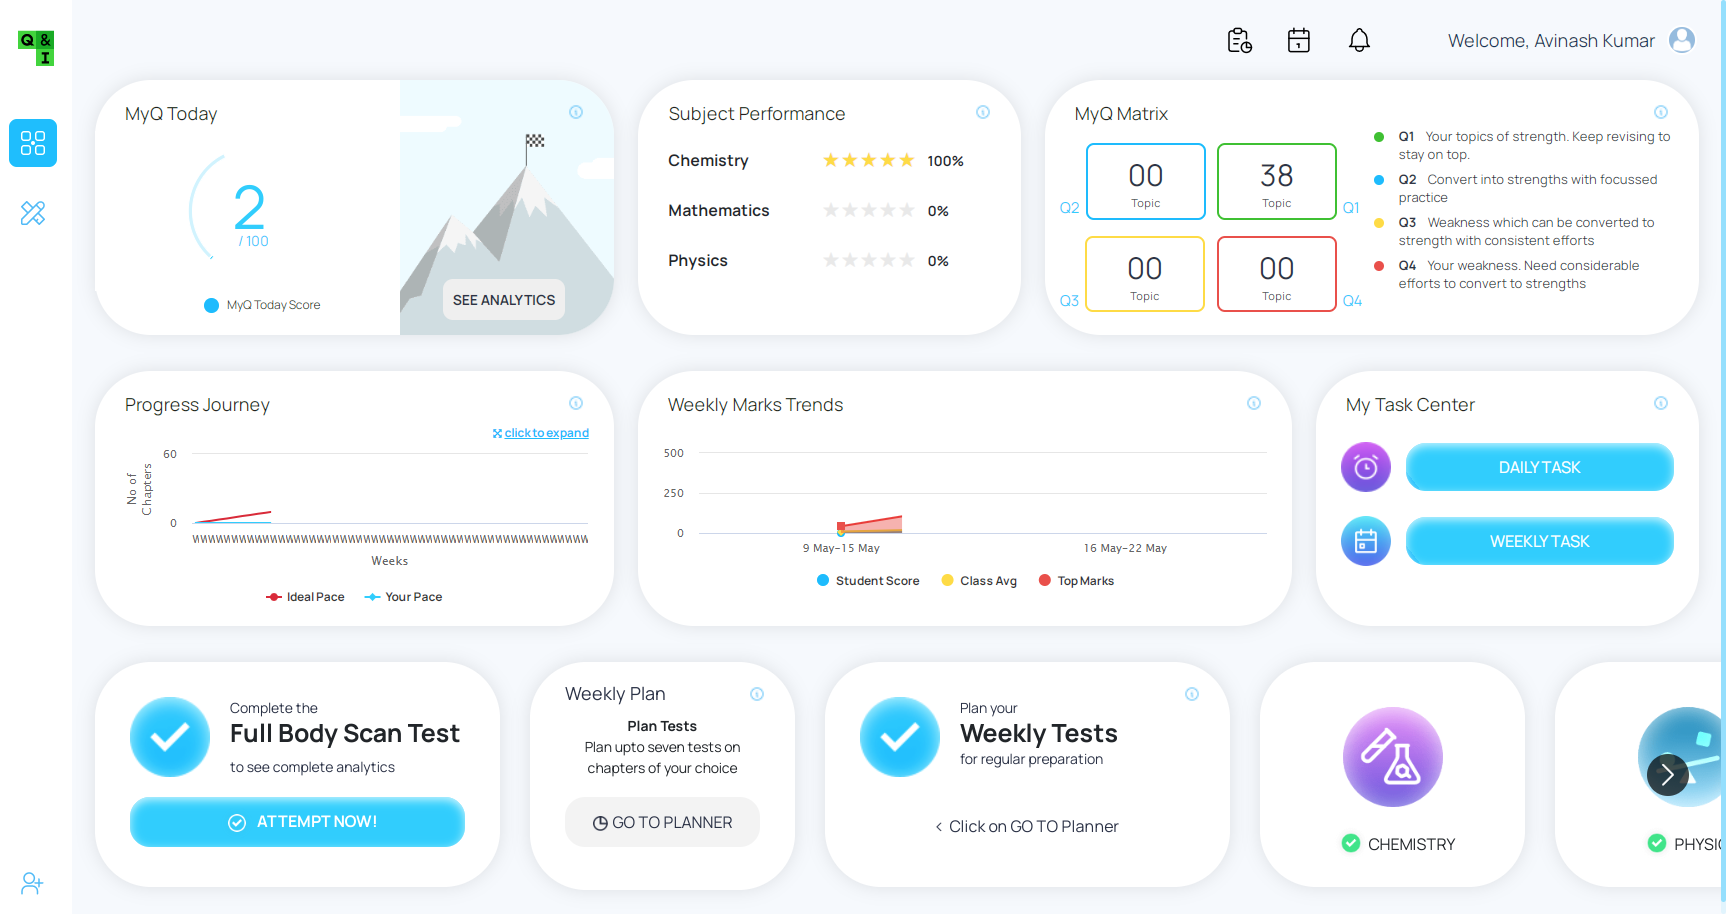 Q &
I
1
Welcome, Avinash Kumar
MyQ Today
2
/ 100
MyQ Today Score
SEE ANALYTICS
Subject Performance
Chemistry 100%
Mathematics 0%
Physics 0%
MyQ Matrix
00
Topic
Q2
38
Topic
Q1
00
Topic
Q3
00
Topic
Q4
Q1 Your topics of strength. Keep revising to
stay on top.
Q2 Convert into strengths with focussed
practice
Q3 Weakness which can be converted to
strength with consistent efforts
Q4 Your weakness. Need considerable
efforts to convert to strengths
Progress Journey
click to expand
60
0
No of
Chapters
Weeks
Ideal Pace Your Pace
Weekly Marks Trends
500
250
0
9 May-15 May 16 May-22 May
Student Score Class Avg Top Marks
My Task Center
DAILY TASK
WEEKLY TASK
Complete the
Full Body Scan Test
to see complete analytics
ATTEMPT NOW!
Weekly Plan
Plan Tests
Plan upto seven tests on
chapters of your choice
GO TO PLANNER
Plan your
Weekly Tests
for regular preparation
< Click on GO TO Planner
CHEMISTRY